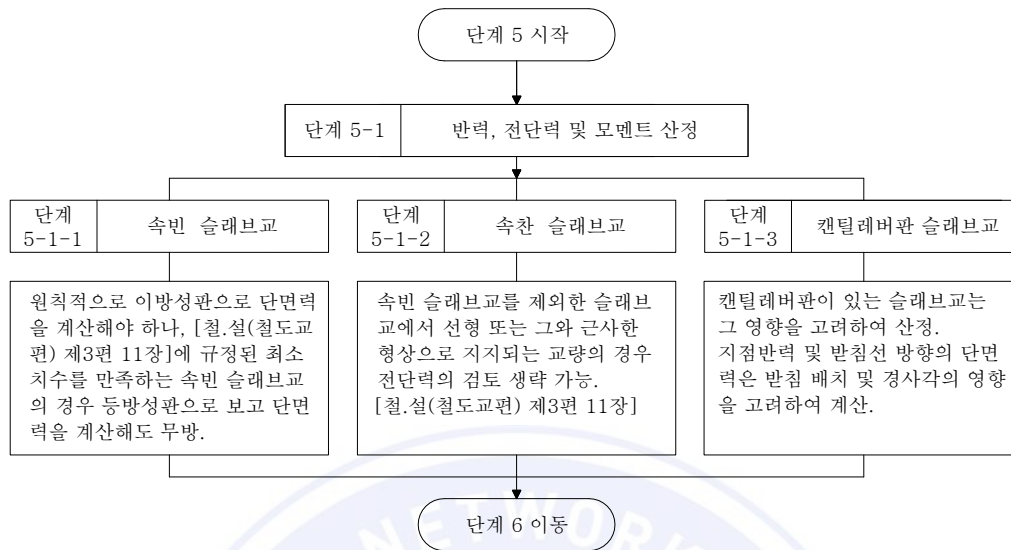 단계 5 시작
단계 5-1
반력, 전단력 및 모멘트 산정
단계
5-1-1
속빈 슬래브교
단계
5-1-2
속찬 슬래브교
단계
5-1-3
캔틸레버판 슬래브교
원칙적으로 이방성판으로 단면력
을 계산해야 하나, [철.설(철도교
편) 제3편 11장]에 규정된 최소
치수를 만족하는 속빈 슬래브교
의 경우 등방성판으로 보고 단면
력을 계산해도 무방.
속빈 슬래브교를 제외한 슬래브
교에서 선형 또는 그와 근사한
형상으로 지지되는 교량의 경우
전단력의 검토 생략 가능.
[철.설(철도교편) 제3편 11장]
캔틸레버판이 있는 슬래브교는
그 영향을 고려하여 산정.
지점반력 및 받침선 방향의 단면
력은 받침 배치 및 경사각의 영향
을 고려하여 계산.
단계 6 이동
NETWORK